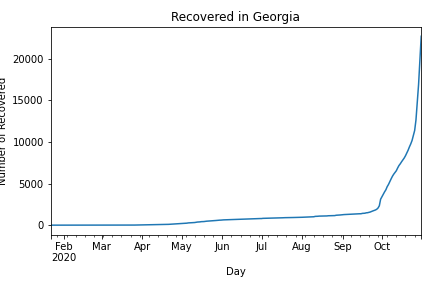 Recovered in Georgia
Number of Recovered
20000
15000
10000
5000
0
Feb Mar Apr May Jun Jul Aug Sep Oct
2020
Day